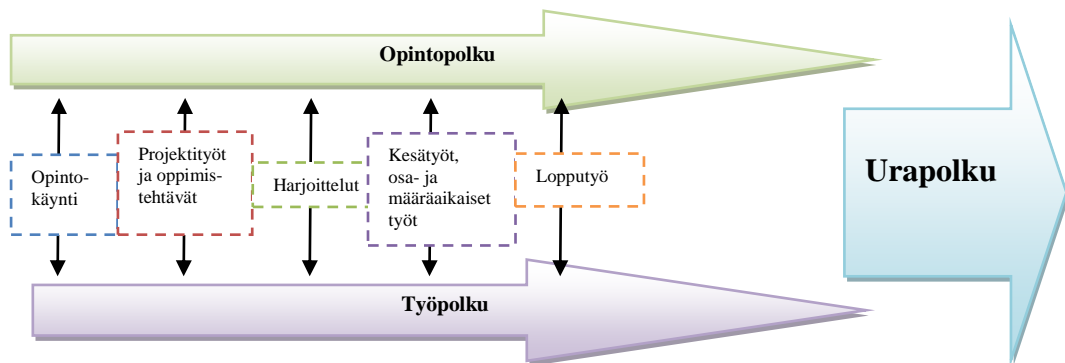 Opintopolku
Opinto-
käynti
Projektityöt
ja oppimis-
tehtävät
Harjoittelut
Kesätyöt,
osa- ja
määräaikaiset
työt
Lopputyö
Urapolku
Työpolku